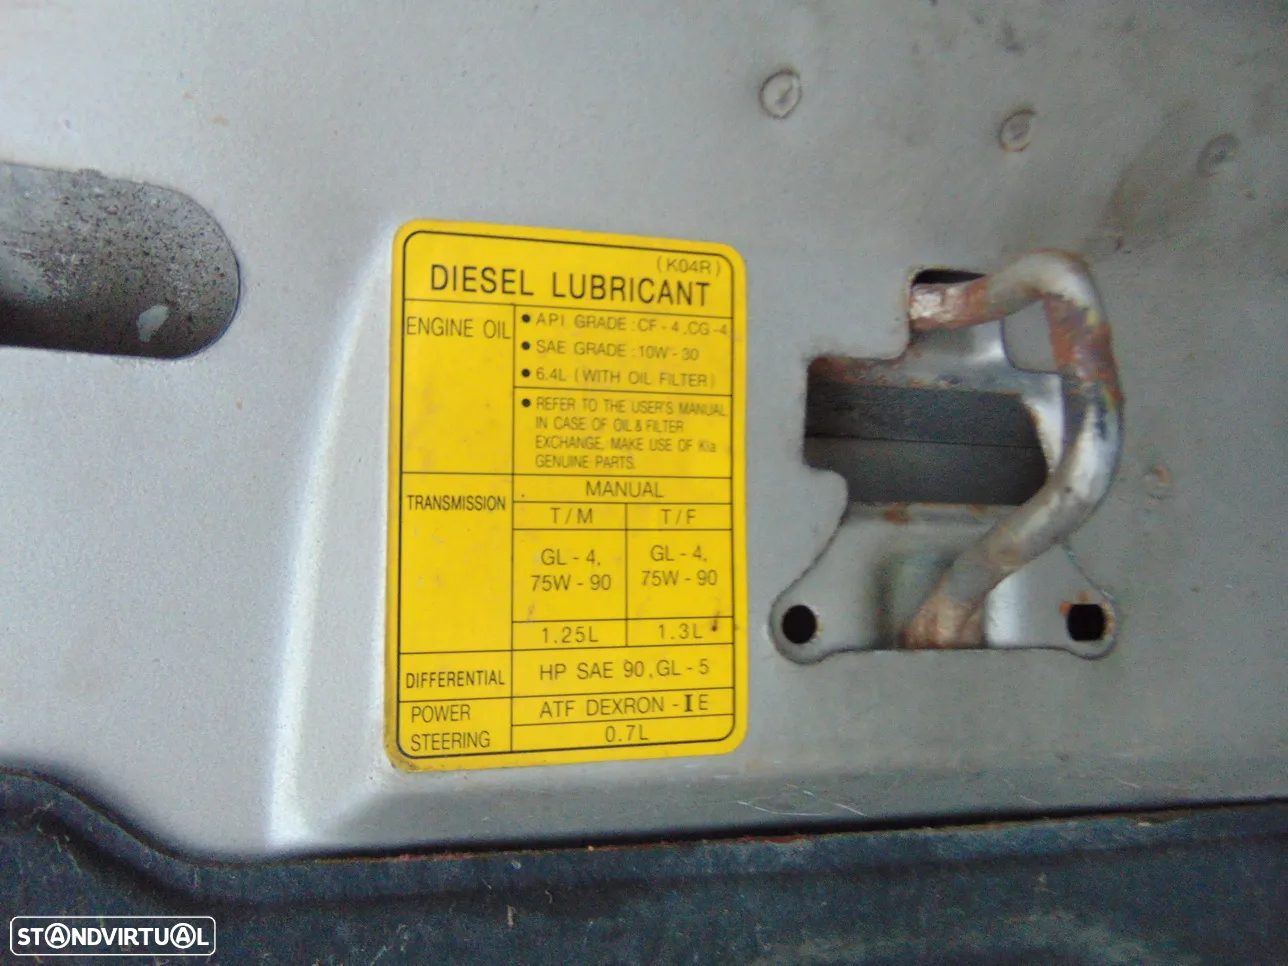 (K04R)
DIESEL LUBRICANT
ENGINE OIL
• API GRADE : CF - 4 , CG - 4
• SAE GRADE : 10W - 30
• 6.4L (WITH OIL FILTER)
• REFER TO THE USER'S MANUAL
IN CASE OF OIL & FILTER
EXCHANGE, MAKE USE OF Kia
GENUINE PARTS.
TRANSMISSION
MANUAL
T / M T / F
GL - 4, GL - 4,
75W - 90 75W - 90
1.25L 1.3L
DIFFERENTIAL
HP SAE 90 , GL - 5
POWER
STEERING
ATF DEXRON - II E
0.7L
STANDVIRTUAL